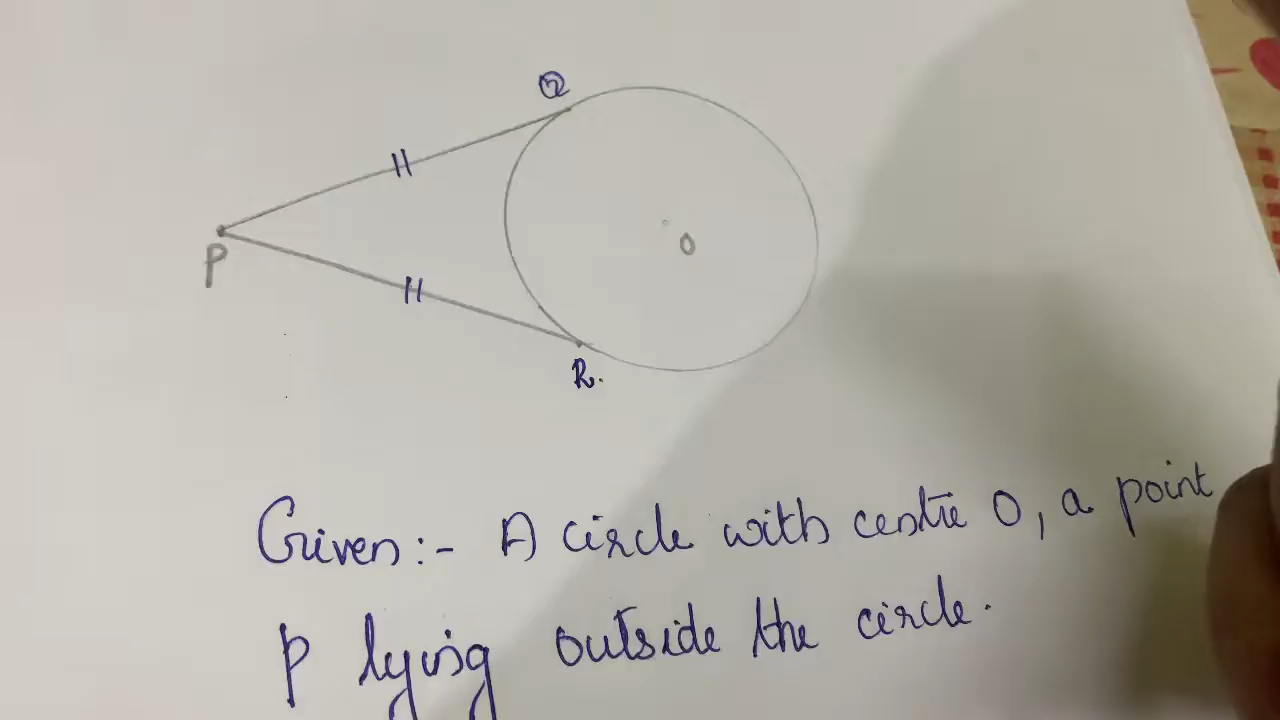 Q
P
O
R.
Given:- A circle with centre O, a point
P lying outside the circle.